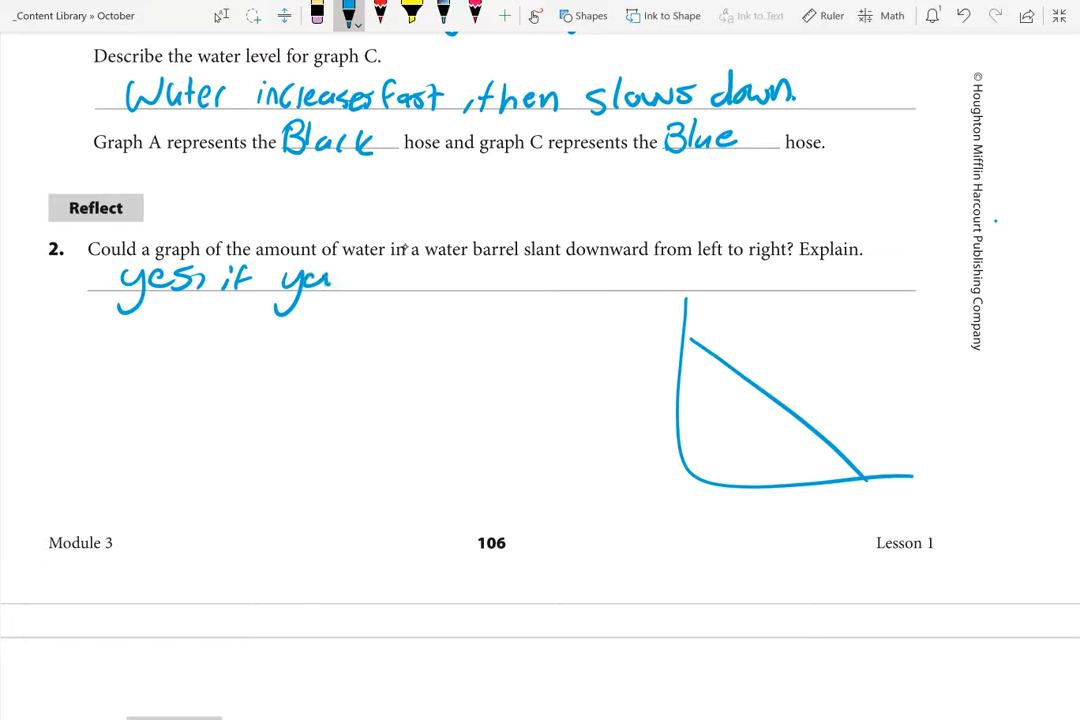 _Content Library » October
Shapes
Ink to Shape
Ink to Text
Ruler
Math
Describe the water level for graph C.
Water increases fast, then slows down.
Graph A represents the Black hose and graph C represents the Blue hose.
Reflect
2. Could a graph of the amount of water in a water barrel slant downward from left to right? Explain.
yes, if you
© Houghton Mifflin Harcourt Publishing Company
Module 3
106
Lesson 1